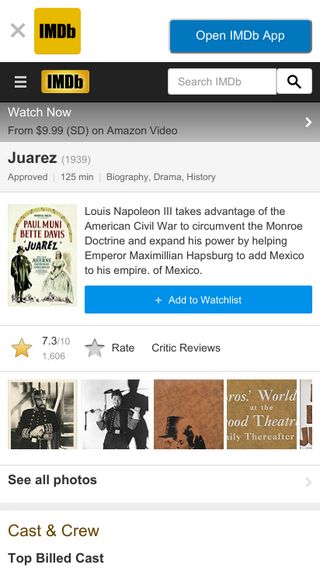 IMDb
Open IMDb App
IMDb
Search IMDb
Watch Now
From $9.99 (SD) on Amazon Video
Juarez (1939)
Approved | 125 min | Biography, Drama, History
PAUL MUNI
BETTE DAVIS
JUAREZ
Louis Napoleon III takes advantage of the
American Civil War to circumvent the Monroe
Doctrine and expand his power by helping
Emperor Maximillian Hapsburg to add Mexico
to his empire. of Mexico.
+ Add to Watchlist
7.3/10
1,606
Rate
Critic Reviews
ros.' World
at the
ood Theatre
ily Thereafter
See all photos
Cast & Crew
Top Billed Cast